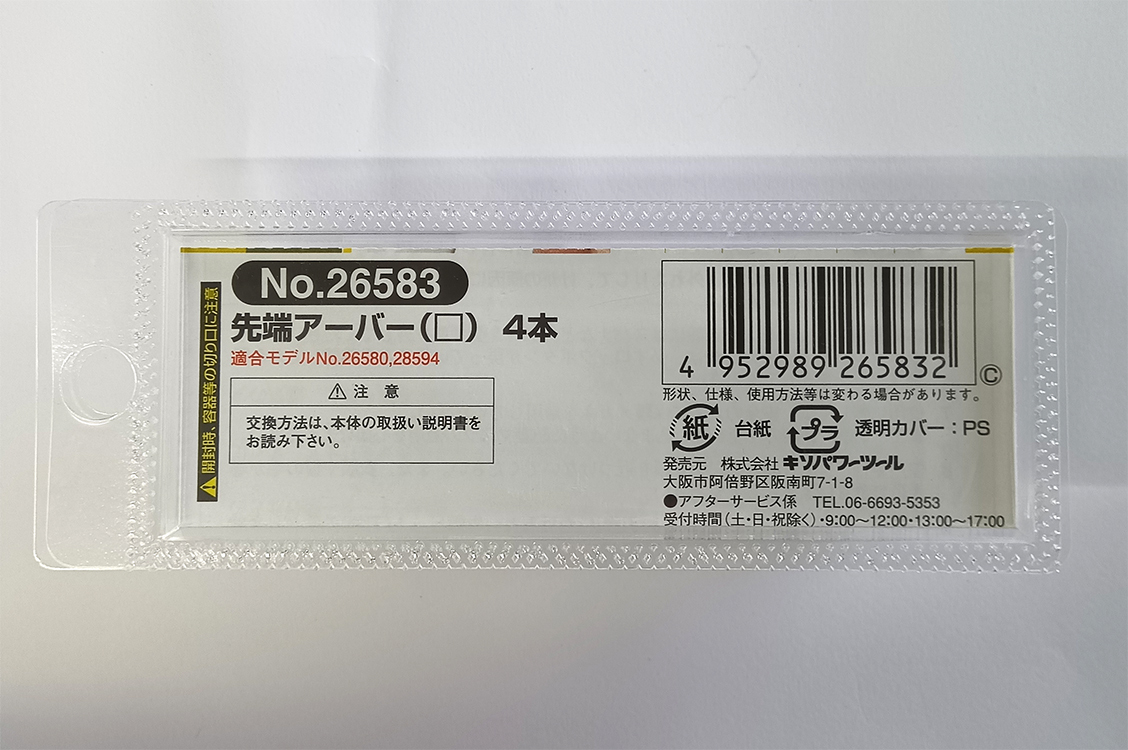 No.26583
先端アーバー(□) 4本
適合モデルNo.26580,28594
⚠注 意
交換方法は、本体の取扱い説明書を
お読み下さい。
⚠開封時、容器等の切り口に注意
4 952989 265832
Ⓒ
形状、仕様、使用方法等は変わる場合があります。
紙 台紙 プラ 透明カバー:PS
発売元 株式会社 キソパワーツール
大阪市阿倍野区阪南町7-1-8
●アフターサービス係 TEL.06-6693-5353
受付時間(土・日・祝除く)・9:00〜12:00・13:00〜17:00